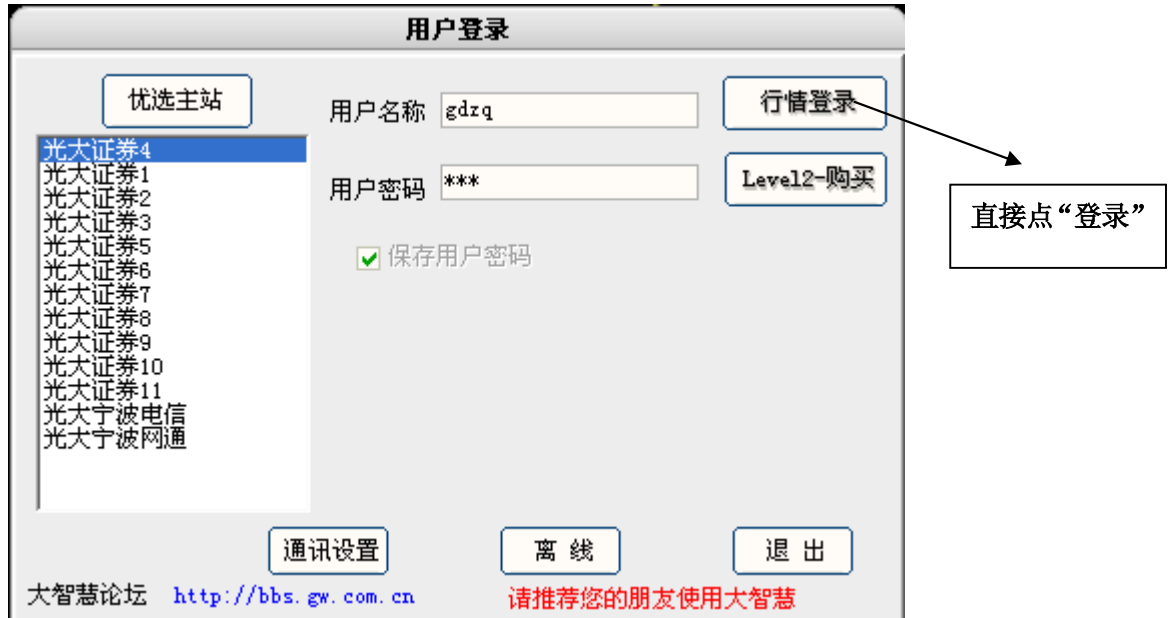 用户登录
优选主站
用户名称 gdzq
行情登录
光大证券4
光大证券1
光大证券2
光大证券3
光大证券5
光大证券6
光大证券7
光大证券8
光大证券9
光大证券10
光大证券11
光大宁波电信
光大宁波网通
用户密码 ***
Level2-购买
直接点“登录”
保存用户密码
通讯设置
离 线
退 出
大智慧论坛 http://bbs.gw.com.cn
请推荐您的朋友使用大智慧